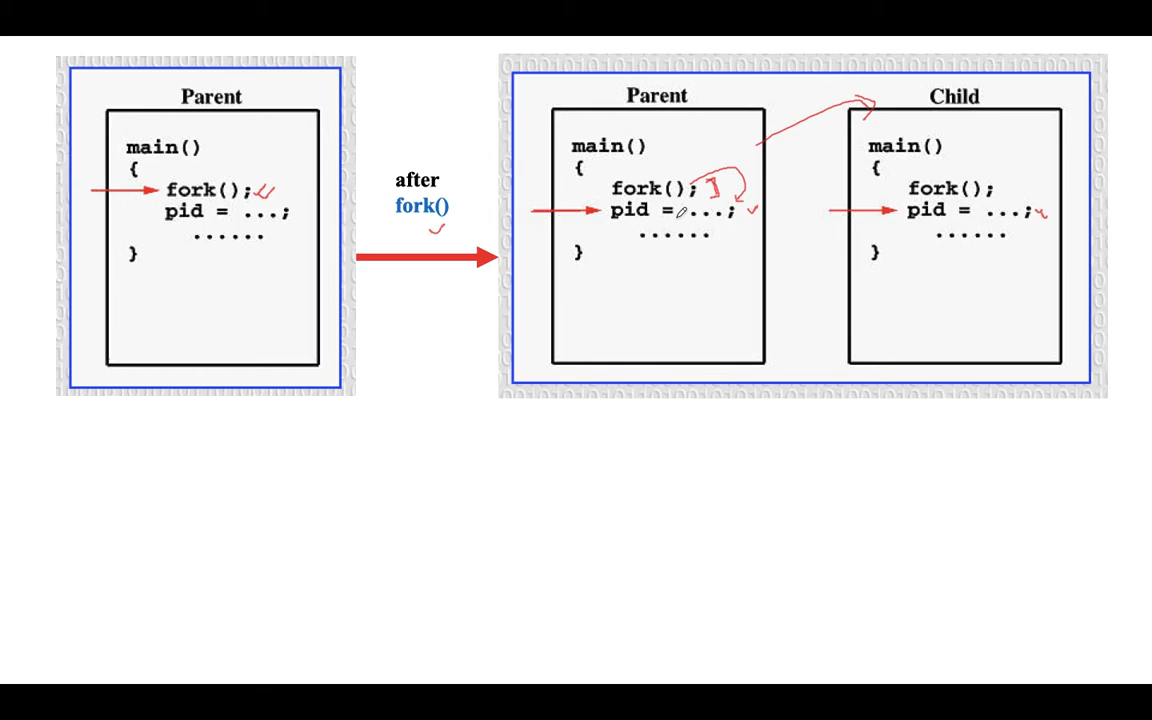 Parent
main()
{
fork();
pid = ...;
......
}
after
fork()
Parent
main()
{
fork();
pid = ...;
......
}
Child
main()
{
fork();
pid = ...;
......
}